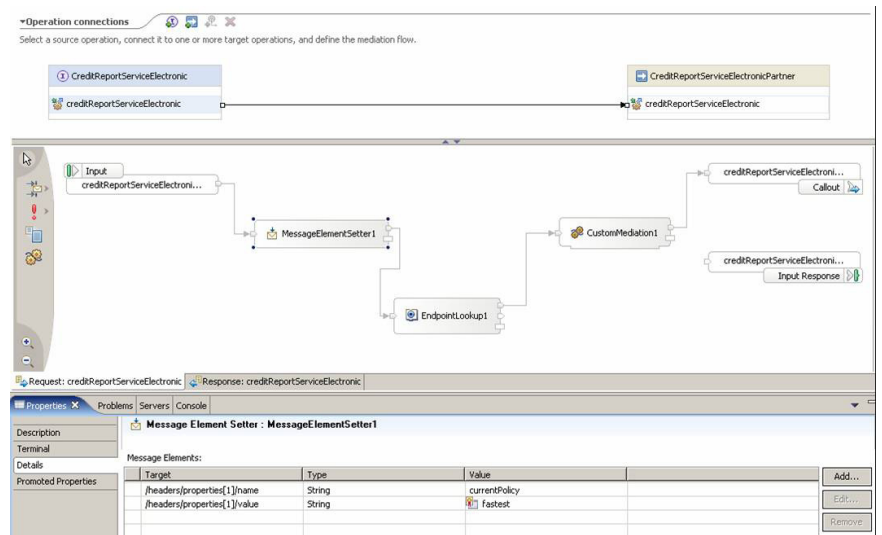 Operation connections
Select a source operation, connect it to one or more target operations, and define the mediation flow.
CreditReportServiceElectronic
CreditReportServiceElectronicPartner
creditReportServiceElectronic
creditReportServiceElectronic
Input
creditReportServiceElectroni...
creditReportServiceElectroni...
Callout
MessageElementSetter1
CustomMediation1
creditReportServiceElectroni...
Input Response
EndpointLookup1
Request: creditReportServiceElectronic
Response: creditReportServiceElectronic
Properties
Problems
Servers
Console
Description
Terminal
Details
Promoted Properties
Message Element Setter : MessageElementSetter1
Message Elements:
Target Type Value
/headers/properties[1]/name String currentPolicy
/headers/properties[1]/value String fastest
Add...
Edit...
Remove